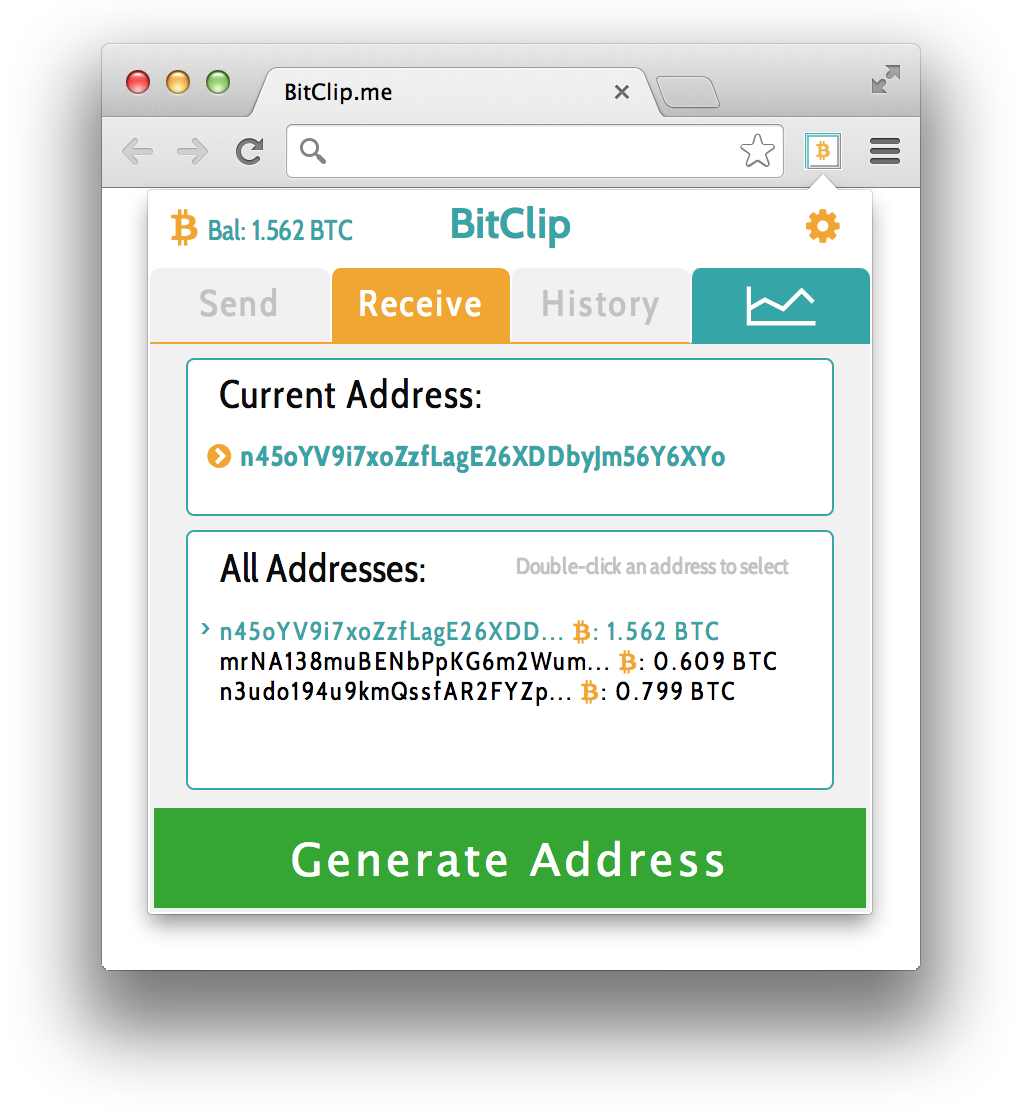 BitClip.me
Bal: 1.562 BTC
BitClip
Send
Receive
History
Current Address:
n45oYV9i7xoZzfLagE26XDDbyJm56Y6XYo
All Addresses:
Double-click an address to select
n45oYV9i7xoZzfLagE26XDD... ₿: 1.562 BTC
mrNA138muBENbPpKG6m2Wum... ₿: 0.609 BTC
n3udo194u9kmQssfAR2FYZp... ₿: 0.799 BTC
Generate Address